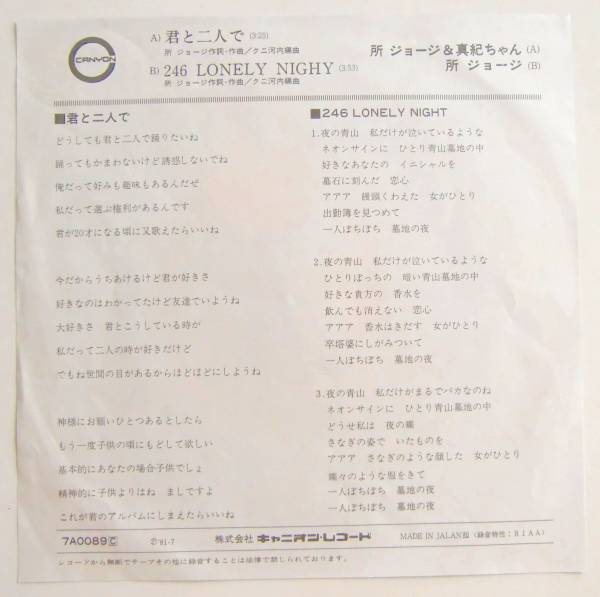 CANYON
A) 君と二人で (3:25)
所 ジョージ作詞・作曲／クニ河内編曲
B) 246 LONELY NIGHY (3:53)
所 ジョージ作詞・作曲／クニ河内編曲
所 ジョージ&真紀ちゃん (A)
所 ジョージ (B)
■君と二人で
どうしても君と二人で踊りたいね
踊ってもかまわないけど誘惑しないでね
俺だって好みも趣味もあるんだぜ
私だって選ぶ権利があるんです
君が20才になる頃に又歌えたらいいね
今だからうちあけるけど君が好きさ
好きなのはわかってたけど友達でいようね
大好きさ 君とこうしている時が
私だって二人の時が好きだけど
でもね世間の目があるからほどほどにしようね
神様にお願いひとつあるとしたら
もう一度子供の頃にもどして欲しい
基本的にあなたの場合子供でしょ
精神的に子供よりはね ましですよ
これが君のアルバムにしまえたらいいね
■246 LONELY NIGHT
1.夜の青山 私だけが泣いているような
ネオンサインに ひとり青山墓地の中
好きなあなたの イニシャルを
墓石に刻んだ 恋心
アアア 饅頭くわえた 女がひとり
出勤簿を見つめて
一人ぼちぼち 墓地の夜
2.夜の青山 私だけが泣いているような
ひとりぼっちの 暗い青山墓地の中
好きな貴方の 香水を
飲んでも消えない 恋心
アアア 香水はきだす 女がひとり
卒塔婆にしがみついて
一人ぼちぼち 墓地の夜
3.夜の青山 私だけがまるでバカなのね
ネオンサインに ひとり青山墓地の中
どうせ私は 夜の蝶
さなぎの姿で いたものを
アアア さなぎのような顔した 女がひとり
蝶々のような服をきて
一人ぼちぼち 墓地の夜
一人ぼちぼち 墓地の夜
7A0089Ⓒ
Ⓟ'81-7
株式会社 キャニオン・レコード
MADE IN JALAN (録音特性：RIAA)
レコードから無断でテープその他に録音することは法律で禁じられております。